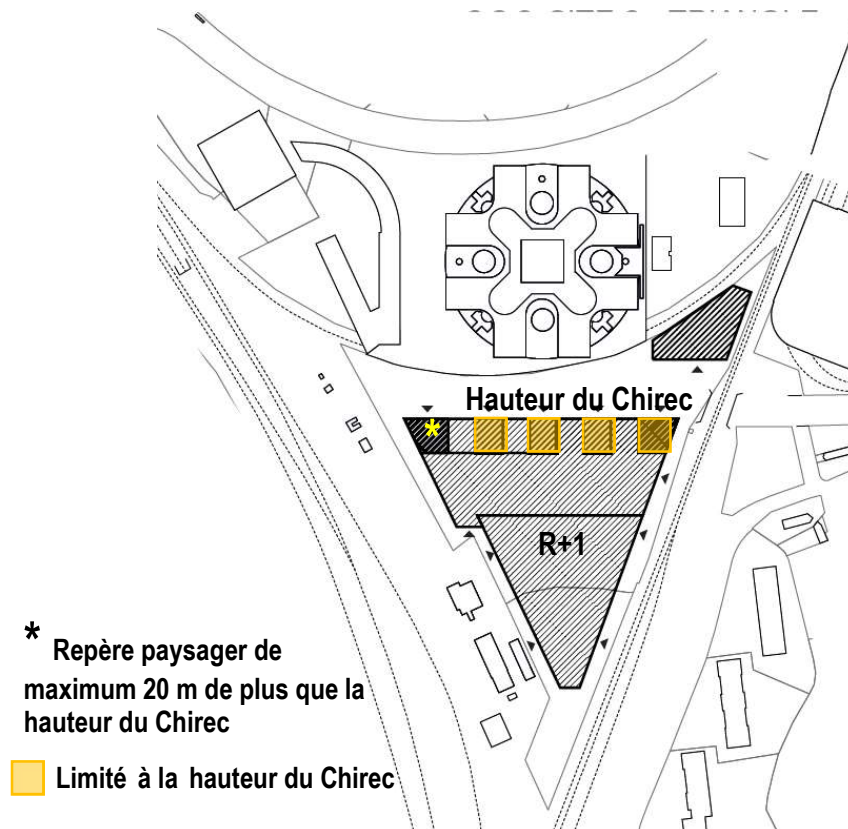 Hauteur du Chirec
*
R+1
* Repère paysager de
maximum 20 m de plus que la
hauteur du Chirec
Limité à la hauteur du Chirec